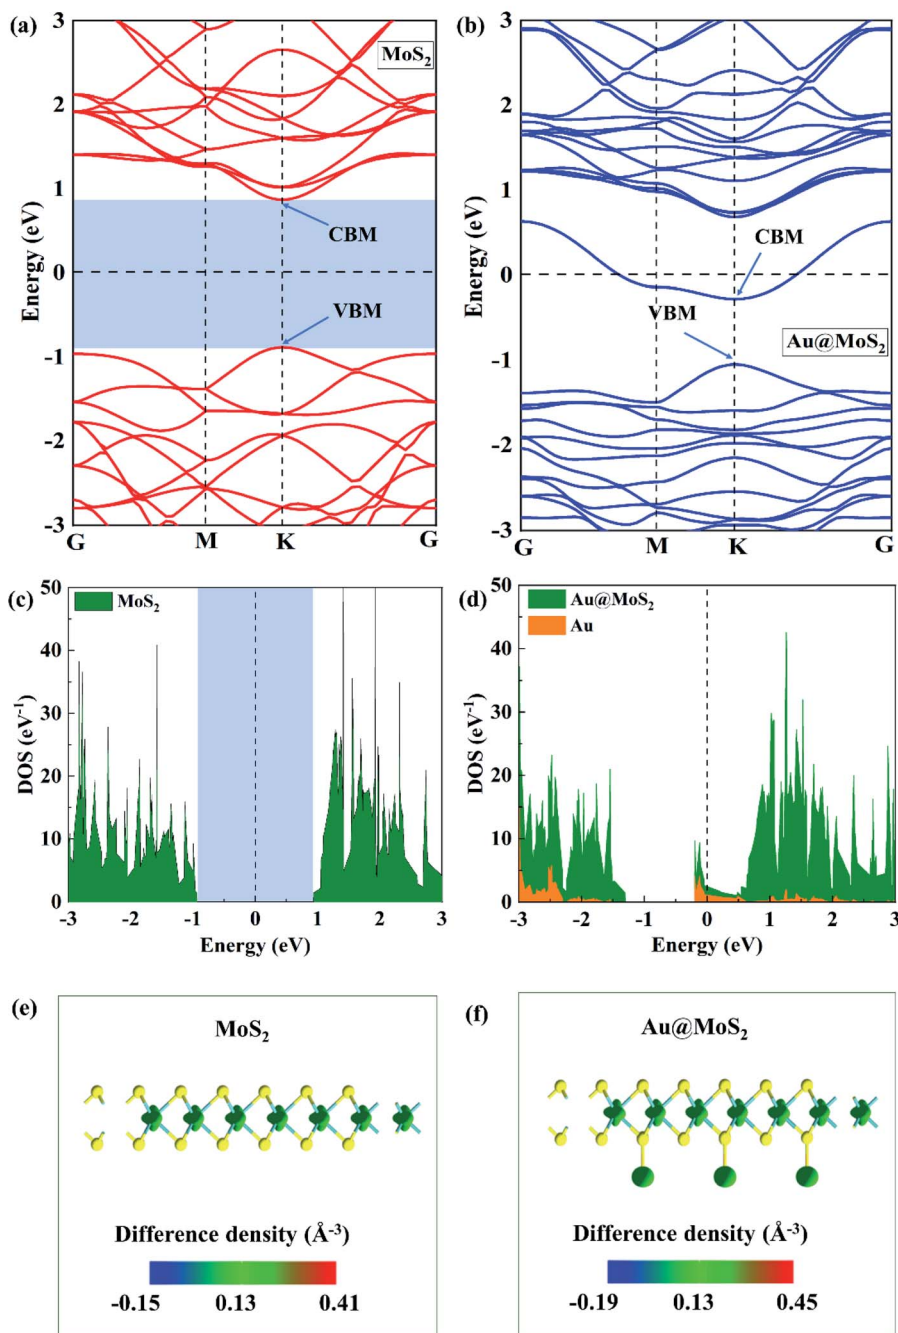 (a)
MoS₂
3
2
1
0
-1
-2
-3
Energy (eV)
CBM
VBM
G
M
K
G
(b)
3
2
1
0
-1
-2
-3
Energy (eV)
CBM
VBM
Au@MoS₂
G
M
K
G
(c)
MoS₂
50
40
30
20
10
0
DOS (eV⁻¹)
-3 -2 -1 0 1 2 3
Energy (eV)
(d)
Au@MoS₂
Au
50
40
30
20
10
0
DOS (eV⁻¹)
-3 -2 -1 0 1 2 3
Energy (eV)
(e)
MoS₂
Difference density (Å⁻³)
-0.15 0.13 0.41
(f)
Au@MoS₂
Difference density (Å⁻³)
-0.19 0.13 0.45